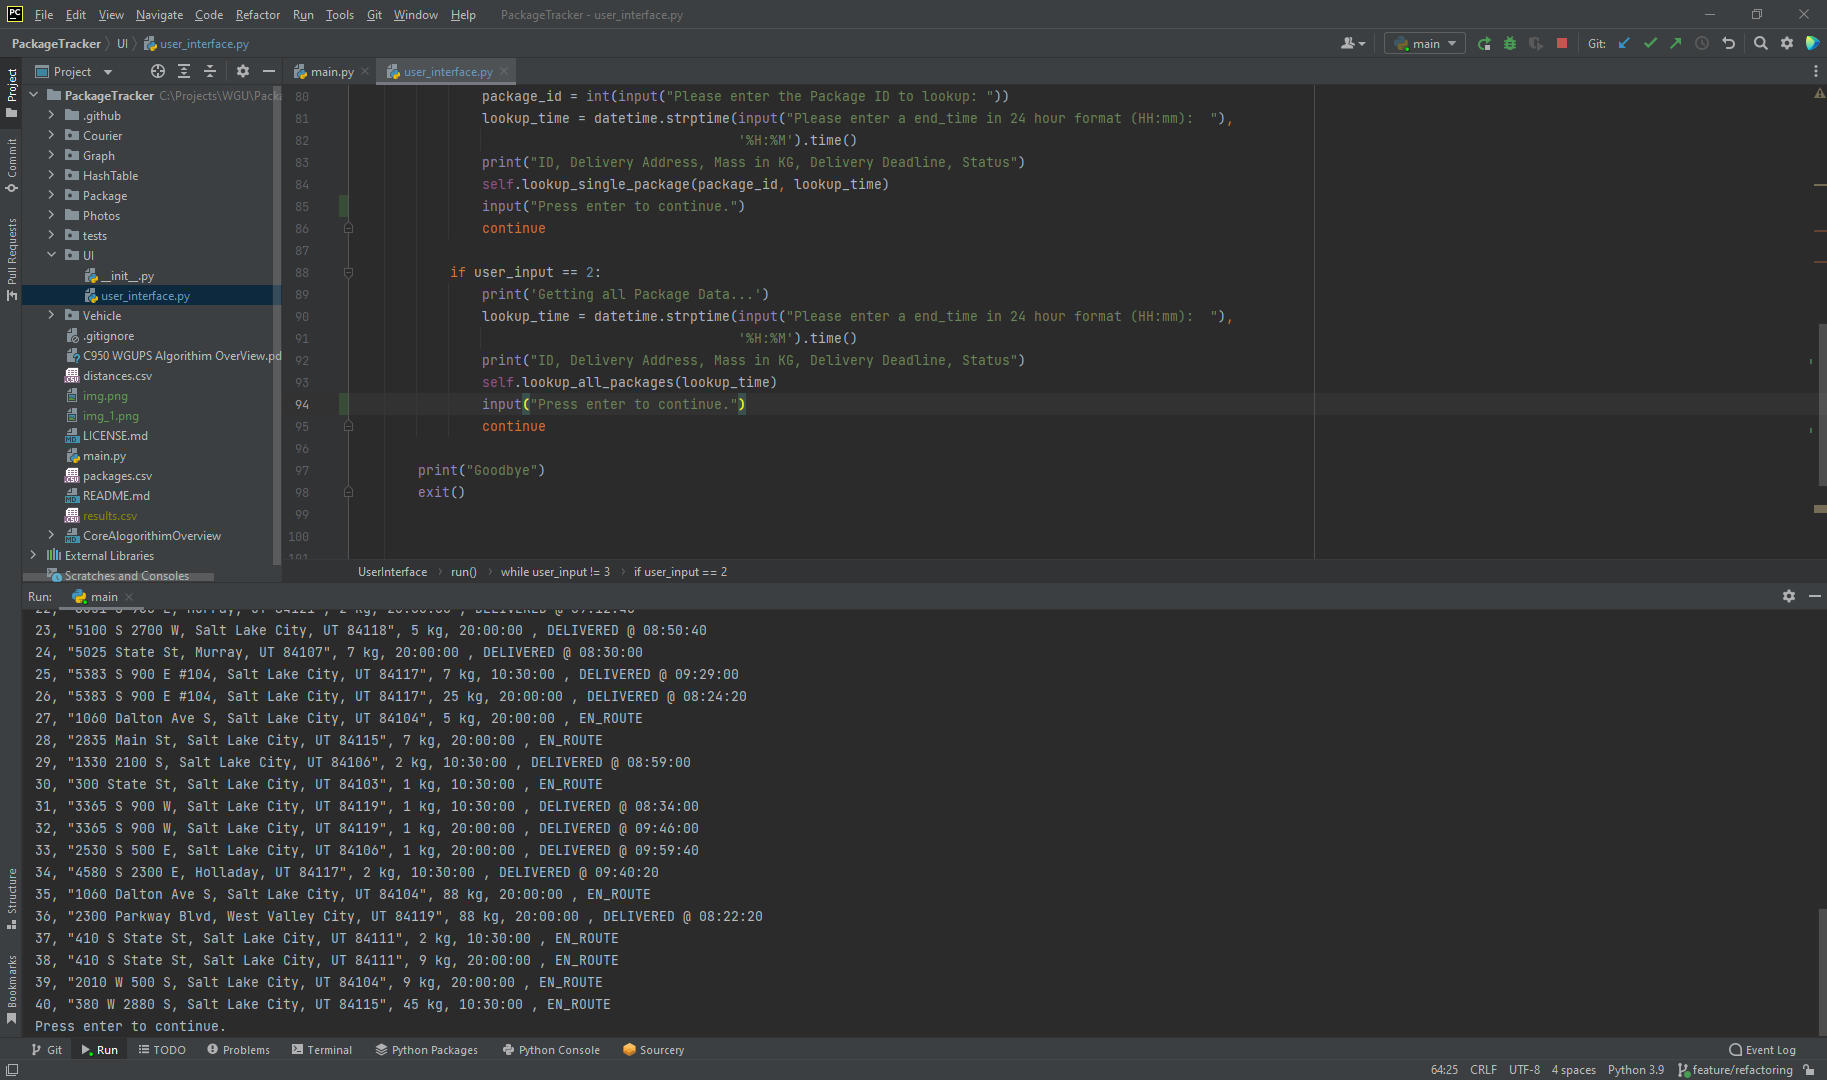 File Edit View Navigate Code Refactor Run Tools Git Window Help PackageTracker - user_interface.py
PackageTracker UI user_interface.py main Git:
Project
Project
Commit
Pull Requests
Structure
Bookmarks
PackageTracker C:\Projects\WGU\Packa
.github
Courier
Graph
HashTable
Package
Photos
tests
UI
__init__.py
user_interface.py
Vehicle
.gitignore
C950 WGUPS Algorithim OverView.pd
distances.csv
img.png
img_1.png
LICENSE.md
main.py
packages.csv
README.md
results.csv
CoreAlogorithimOverview
External Libraries
Scratches and Consoles
main.py user_interface.py
80 package_id = int(input("Please enter the Package ID to lookup: "))
81 lookup_time = datetime.strptime(input("Please enter a end_time in 24 hour format (HH:mm):  "),
82 '%H:%M').time()
83 print("ID, Delivery Address, Mass in KG, Delivery Deadline, Status")
84 self.lookup_single_package(package_id, lookup_time)
85 input("Press enter to continue.")
86 continue
87
88 if user_input == 2:
89 print('Getting all Package Data...')
90 lookup_time = datetime.strptime(input("Please enter a end_time in 24 hour format (HH:mm):  "),
91 '%H:%M').time()
92 print("ID, Delivery Address, Mass in KG, Delivery Deadline, Status")
93 self.lookup_all_packages(lookup_time)
94 input("Press enter to continue.")
95 continue
96
97 print("Goodbye")
98 exit()
99
100
101
UserInterface run() while user_input != 3 if user_input == 2
Run: main
23, "5100 S 2700 W, Salt Lake City, UT 84118", 5 kg, 20:00:00 , DELIVERED @ 08:50:40
24, "5025 State St, Murray, UT 84107", 7 kg, 20:00:00 , DELIVERED @ 08:30:00
25, "5383 S 900 E #104, Salt Lake City, UT 84117", 7 kg, 10:30:00 , DELIVERED @ 09:29:00
26, "5383 S 900 E #104, Salt Lake City, UT 84117", 25 kg, 20:00:00 , DELIVERED @ 08:24:20
27, "1060 Dalton Ave S, Salt Lake City, UT 84104", 5 kg, 20:00:00 , EN_ROUTE
28, "2835 Main St, Salt Lake City, UT 84115", 7 kg, 20:00:00 , EN_ROUTE
29, "1330 2100 S, Salt Lake City, UT 84106", 2 kg, 10:30:00 , DELIVERED @ 08:59:00
30, "300 State St, Salt Lake City, UT 84103", 1 kg, 10:30:00 , EN_ROUTE
31, "3365 S 900 W, Salt Lake City, UT 84119", 1 kg, 10:30:00 , DELIVERED @ 08:34:00
32, "3365 S 900 W, Salt Lake City, UT 84119", 1 kg, 20:00:00 , DELIVERED @ 09:46:00
33, "2530 S 500 E, Salt Lake City, UT 84106", 1 kg, 20:00:00 , DELIVERED @ 09:59:40
34, "4580 S 2300 E, Holladay, UT 84117", 2 kg, 10:30:00 , DELIVERED @ 09:40:20
35, "1060 Dalton Ave S, Salt Lake City, UT 84104", 88 kg, 20:00:00 , EN_ROUTE
36, "2300 Parkway Blvd, West Valley City, UT 84119", 88 kg, 20:00:00 , DELIVERED @ 08:22:20
37, "410 S State St, Salt Lake City, UT 84111", 2 kg, 10:30:00 , EN_ROUTE
38, "410 S State St, Salt Lake City, UT 84111", 9 kg, 20:00:00 , EN_ROUTE
39, "2010 W 500 S, Salt Lake City, UT 84104", 9 kg, 20:00:00 , EN_ROUTE
40, "380 W 2880 S, Salt Lake City, UT 84115", 45 kg, 10:30:00 , EN_ROUTE
Press enter to continue.
Git Run TODO Problems Terminal Python Packages Python Console Sourcery Event Log
64:25 CRLF UTF-8 4 spaces Python 3.9 feature/refactoring